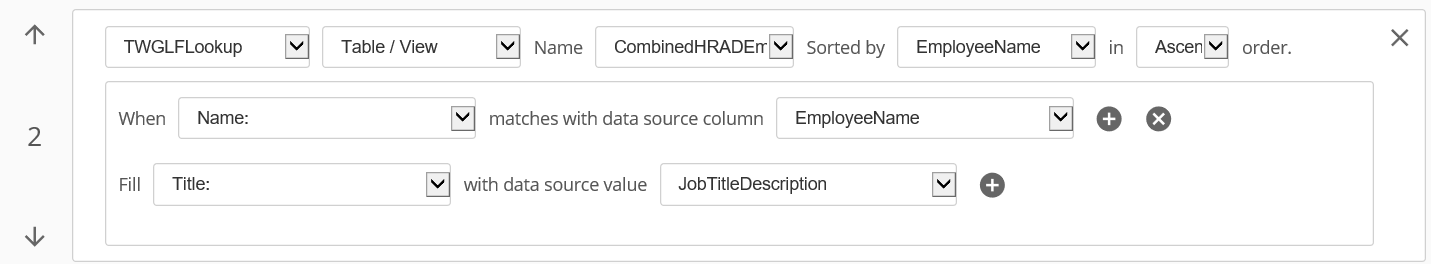 TWGLFLookup Table / View Name CombinedHRADEm Sorted by EmployeeName in Ascen order.
When Name: matches with data source column EmployeeName
2
Fill Title: with data source value JobTitleDescription